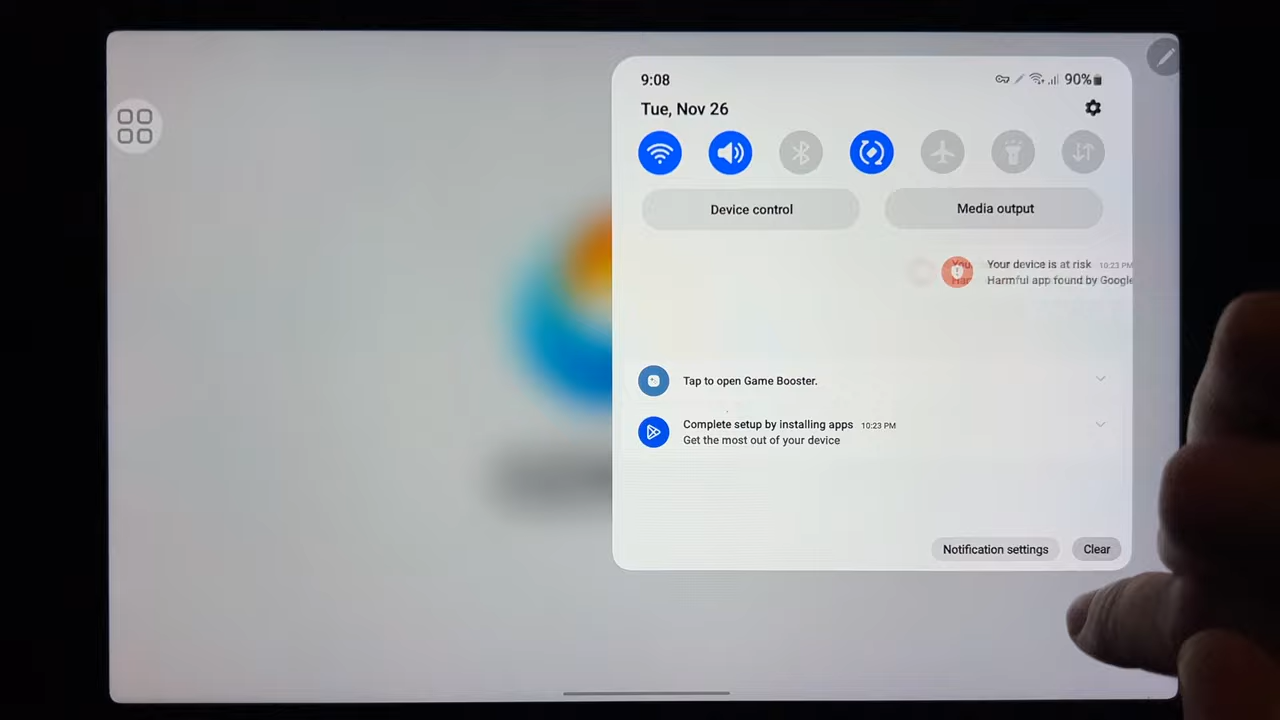 9:08
90%
Tue, Nov 26
Device control
Media output
Your device is at risk 10:23 PM
Harmful app found by Google
Tap to open Game Booster.
Complete setup by installing apps 10:23 PM
Get the most out of your device
Notification settings
Clear